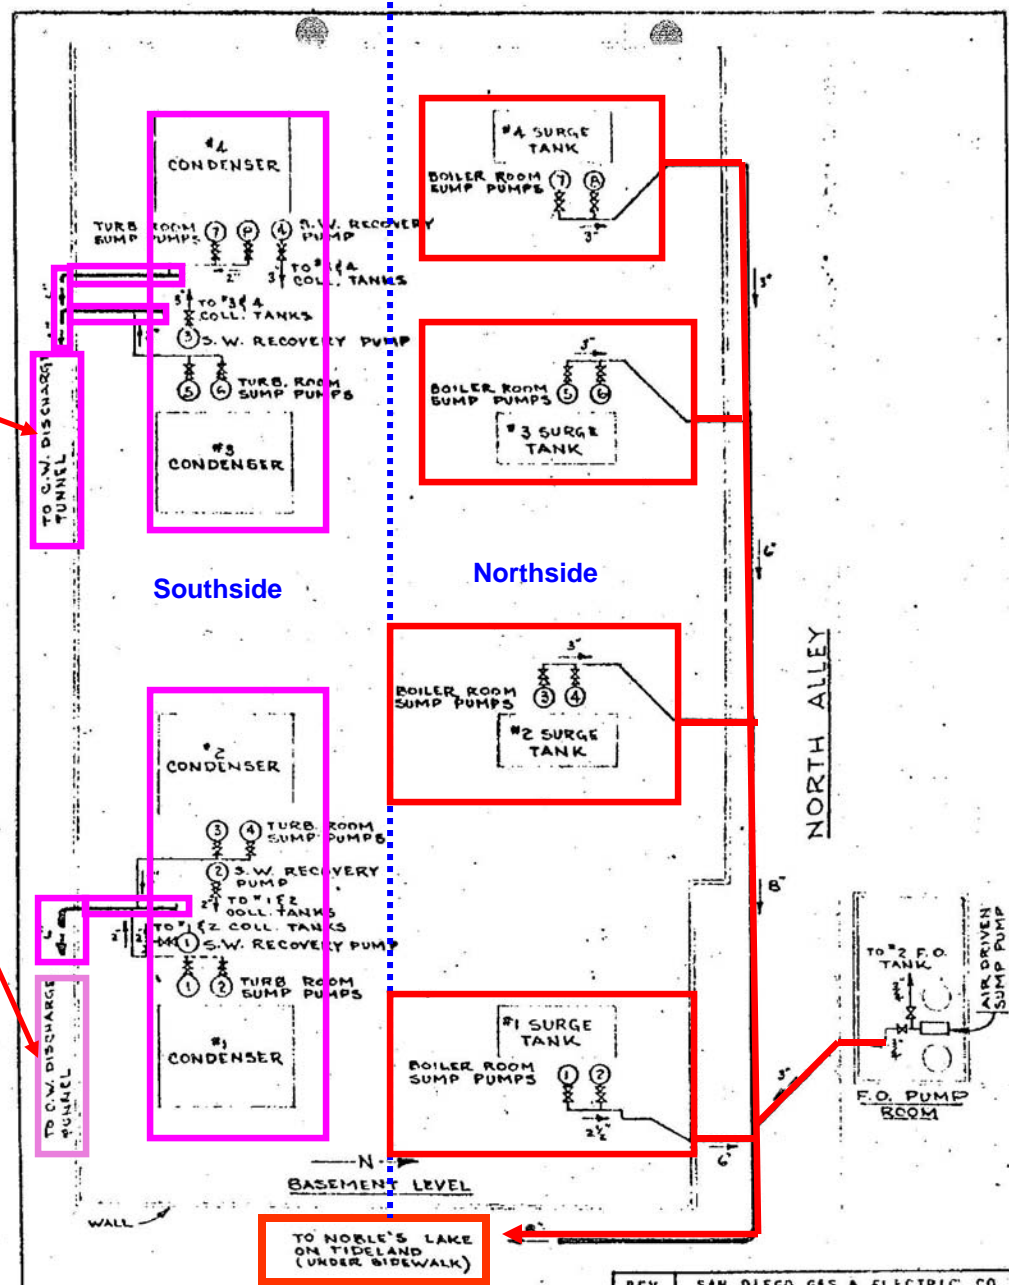 #4
CONDENSER
#4 SURGE
TANK
BOILER ROOM
SUMP PUMPS
7
8
3"
TURB. ROOM
SUMP PUMPS
7
4
S.W. RECOVERY
PUMP
2"
3"
TO #3 & 4
COLL. TANKS
3"
3"
TO #3 & 4
COLL. TANKS
3
S.W. RECOVERY PUMP
5
6
TURB. ROOM
SUMP PUMPS
3"
BOILER ROOM
SUMP PUMPS
5
6
#3 SURGE
TANK
TO C.W. DISCHARGE
TUNNEL
#3
CONDENSER
6"
Southside
Northside
NORTH ALLEY
3"
BOILER ROOM
SUMP PUMPS
3
4
#2 SURGE
TANK
#2
CONDENSER
3
4
TURB. ROOM
SUMP PUMPS
2
S.W. RECOVERY
PUMP
2"
TO #1 & 2
COLL. TANKS
8"
6"
2"
2"
TO #1 & 2 COLL. TANKS
1
S.W. RECOVERY PUMP
1
2
TURB ROOM
SUMP PUMPS
TO #2 F.O.
TANK
AIR DRIVEN
SUMP PUMP
F.O. PUMP
ROOM
TO C.W. DISCHARGE
TUNNEL
#1
CONDENSER
#1 SURGE
TANK
BOILER ROOM
SUMP PUMPS
1
2
2½"
3"
6"
N
BASEMENT LEVEL
WALL
8"
TO NOBLE'S LAKE
ON TIDELAND
(UNDER SIDEWALK)
REV
SAN DIEGO GAS & ELECTRIC CO